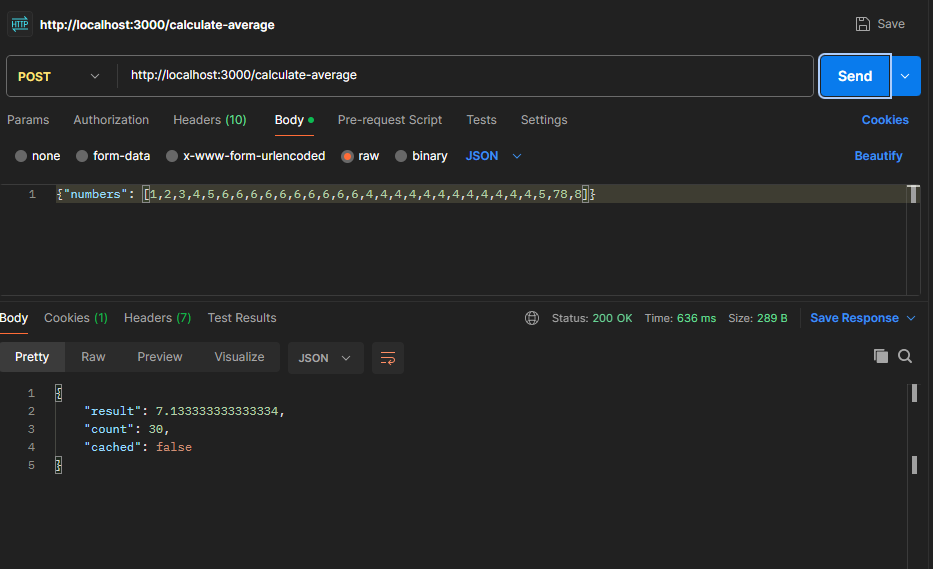 HTTP http://localhost:3000/calculate-average Save
POST http://localhost:3000/calculate-average Send
Params Authorization Headers (10) Body Pre-request Script Tests Settings Cookies
none form-data x-www-form-urlencoded raw binary JSON Beautify
1 {"numbers": [1,2,3,4,5,6,6,6,6,6,6,6,6,6,6,4,4,4,4,4,4,4,4,4,4,4,4,5,78,8]}
Body Cookies (1) Headers (7) Test Results Status: 200 OK Time: 636 ms Size: 289 B Save Response
Pretty Raw Preview Visualize JSON
1 {
2 "result": 7.133333333333334,
3 "count": 30,
4 "cached": false
5 }